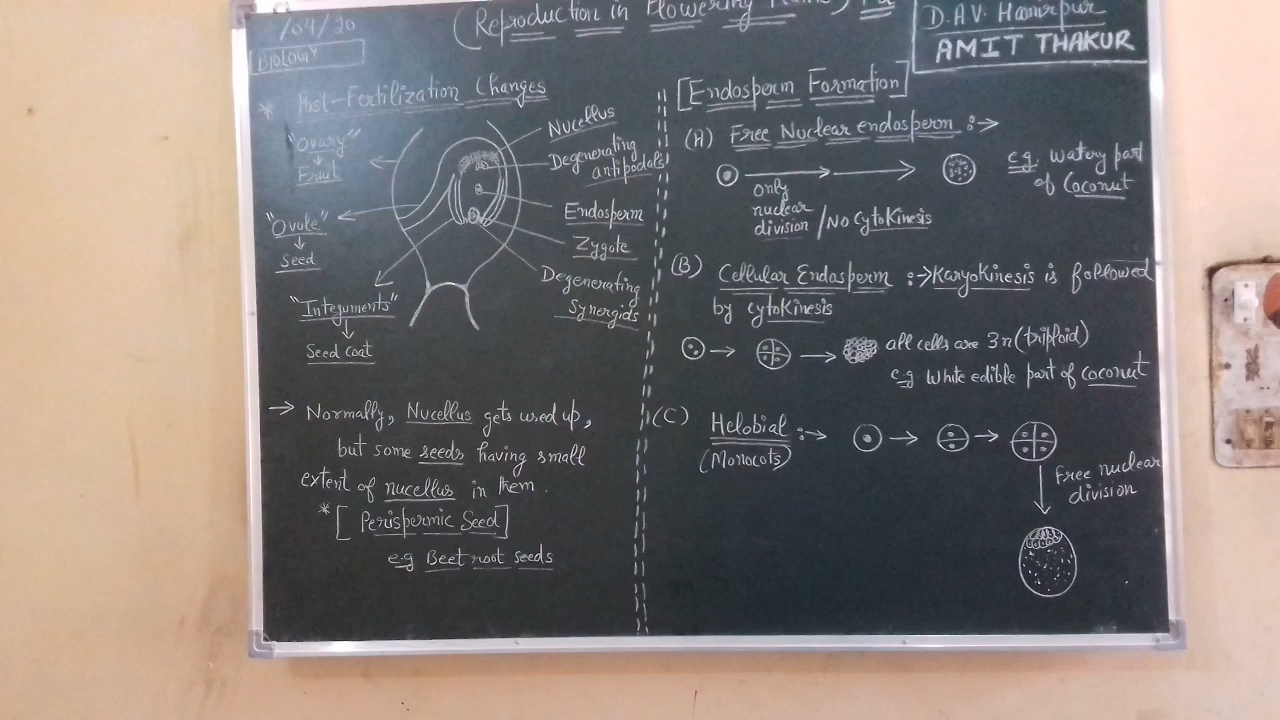 /04/20
BIOLOGY
(Reproduction in Flowering
D.A.V. Hamirpur
AMIT THAKUR
* Post-Fertilization Changes
"Ovary"
Fruit
"Ovule"
Seed
"Integuments"
Seed coat
Nucellus
Degenerating
antipodals
Endosperm
Zygote
Degenerating
Synergids
→ Normally, Nucellus gets used up,
but some seeds having small
extent of nucellus in them.
* [Perispermic Seed]
e.g Beet root seeds
[Endosperm Formation]
(A) Free Nuclear endosperm :→
only
nuclear
division / No Cytokinesis
e.g. watery part
of Coconut
(B) Cellular Endosperm :→ Karyokinesis is followed
by cytokinesis
all cells are 3n (triploid)
e.g White edible part of coconut
(C) Helobial :→
(Monocots)
Free nuclear
division